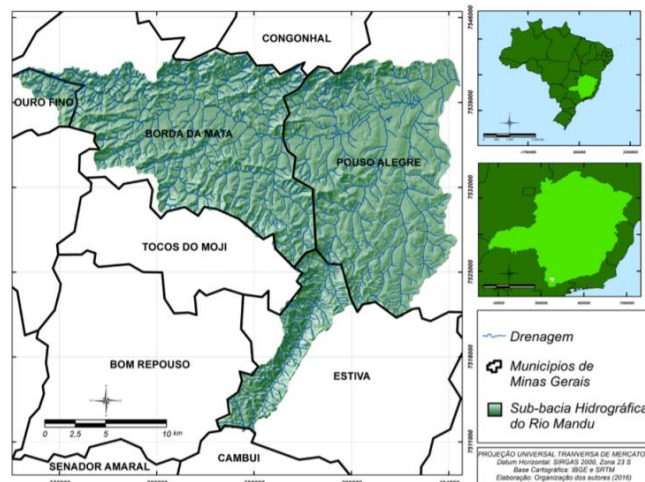 CONGONHAL
OURO FINO
BORDA DA MATA
POUSO ALEGRE
TOCOS DO MOJI
BOM REPOUSO
ESTIVA
SENADOR AMARAL
CAMBUI
0 2,5 5 10
km
7546000
7539000
7532000
7525000
7518000
7511000
Drenagem
Municípios de
Minas Gerais
Sub-bacia Hidrográfica
do Rio Mandu
PROJEÇÃO UNIVERSAL TRANVERSA DE MERCATO
Datum Horizontal: SIRGAS 2000, Zona 23 S
Base Cartográfica: IBGE e SRTM
Elaboração: Organização dos autores (2016)